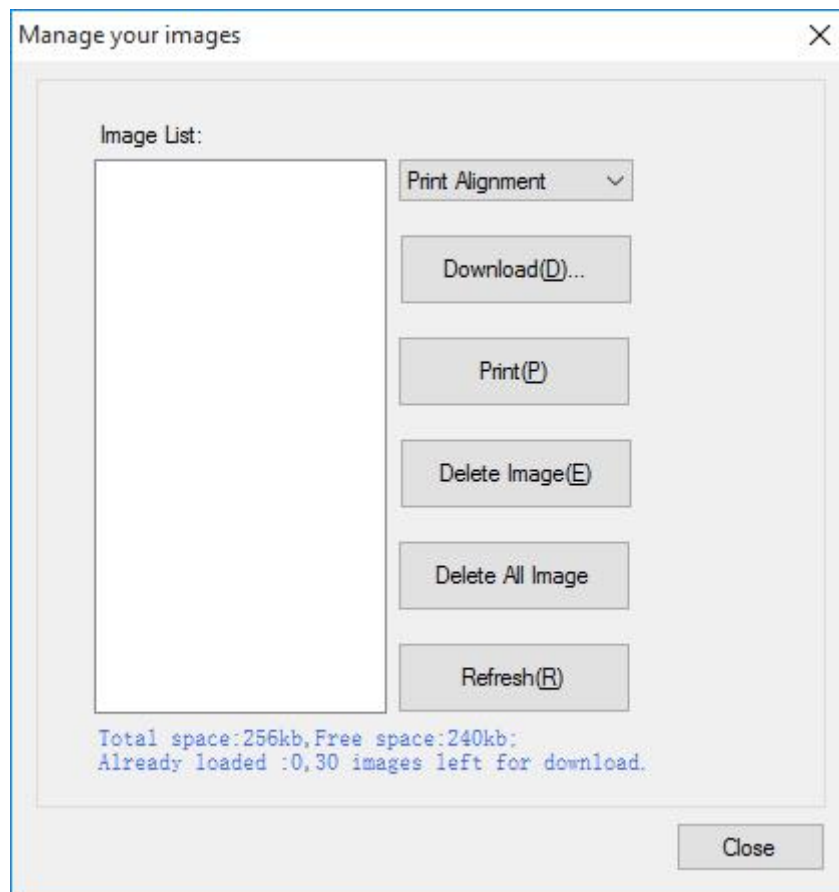 Manage your images
Image List:
Print Alignment
Download(D)...
Print(P)
Delete Image(E)
Delete All Image
Refresh(R)
Total space:256kb,Free space:240kb;
Already loaded :0,30 images left for download.
Close